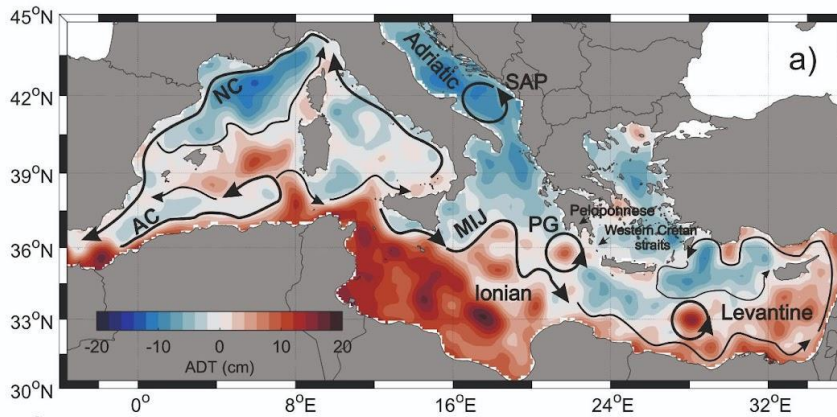 a)
45°N
42°N
39°N
36°N
33°N
30°N
Adriatic
SAP
NC
AC
MIJ
PG
Peloponnese
Western Cretan
straits
Ionian
Levantine
-20 -10 0 10 20
ADT (cm)
0° 8°E 16°E 24°E 32°E